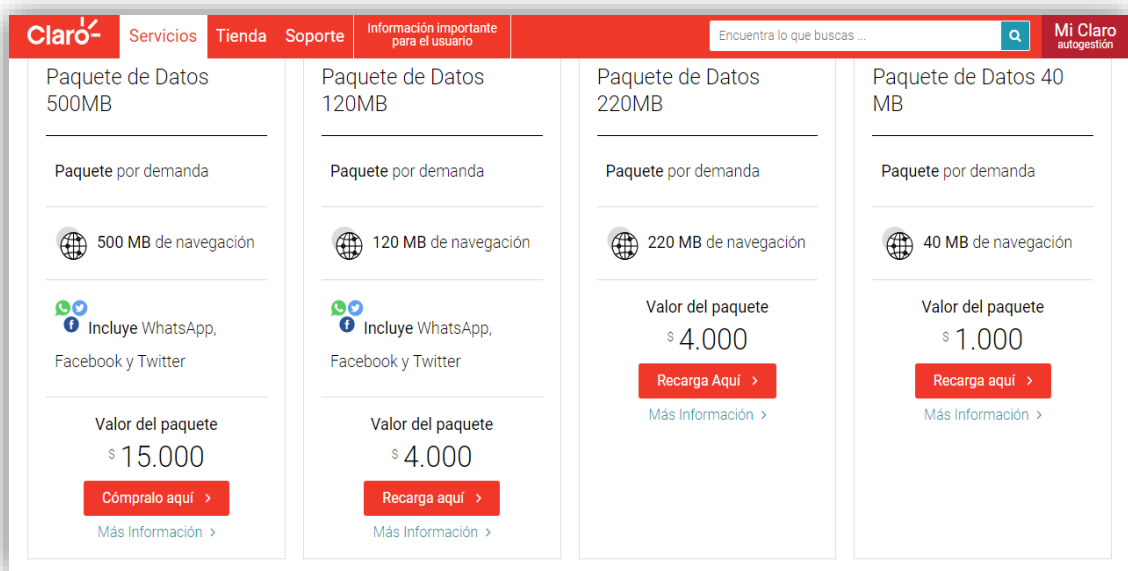 Claro
Servicios
Tienda
Soporte
Información importante
para el usuario
Encuentra lo que buscas ...
Mi Claro
autogestión
Paquete de Datos
500MB
Paquete por demanda
500 MB de navegación
Incluye WhatsApp,
Facebook y Twitter
Valor del paquete
$ 15.000
Cómpralo aquí >
Más Información >
Paquete de Datos
120MB
Paquete por demanda
120 MB de navegación
Incluye WhatsApp,
Facebook y Twitter
Valor del paquete
$ 4.000
Recarga aquí >
Más Información >
Paquete de Datos
220MB
Paquete por demanda
220 MB de navegación
Valor del paquete
$ 4.000
Recarga Aquí >
Más Información >
Paquete de Datos 40
MB
Paquete por demanda
40 MB de navegación
Valor del paquete
$ 1.000
Recarga aquí >
Más Información >